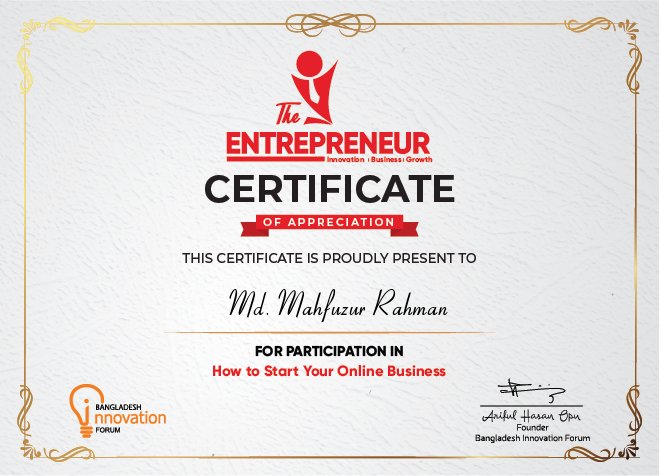 The
ENTREPRENEUR
Innovation | Business | Growth
CERTIFICATE
OF APPRECIATION
THIS CERTIFICATE IS PROUDLY PRESENT TO
Md. Mahfuzur Rahman
FOR PARTICIPATION IN
How to Start Your Online Business
BANGLADESH
innovation
FORUM
Ariful Hasan Opu
Founder
Bangladesh Innovation Forum